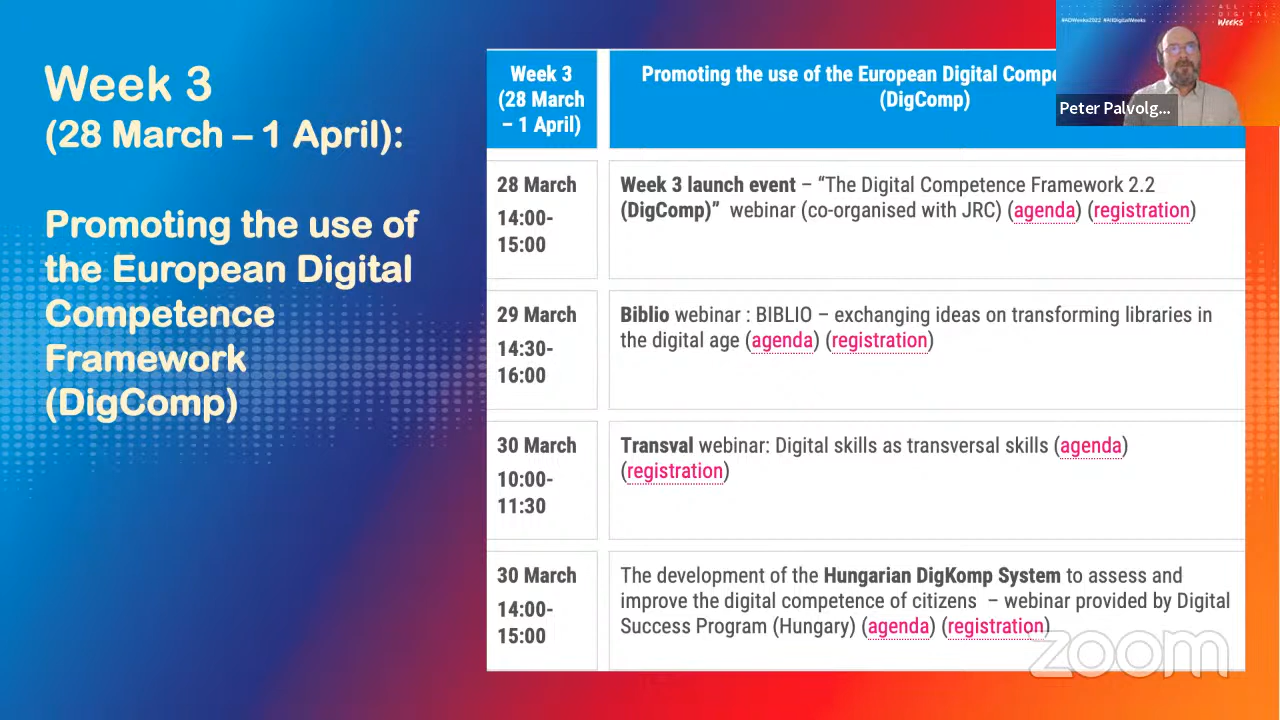 Week 3
(28 March – 1 April):
Promoting the use of
the European Digital
Competence
Framework
(DigComp)
Week 3
(28 March
– 1 April)
Promoting the use of the European Digital Compe
(DigComp)
#ADWeeks2022 #AllDigitalWeeks
ALL
DIGITAL
Weeks
Peter Palvolg...
28 March
14:00-
15:00
Week 3 launch event – “The Digital Competence Framework 2.2
(DigComp)” webinar (co-organised with JRC) (agenda) (registration)
29 March
14:30-
16:00
Biblio webinar : BIBLIO – exchanging ideas on transforming libraries in
the digital age (agenda) (registration)
30 March
10:00-
11:30
Transval webinar: Digital skills as transversal skills (agenda)
(registration)
30 March
14:00-
15:00
The development of the Hungarian DigKomp System to assess and
improve the digital competence of citizens – webinar provided by Digital
Success Program (Hungary) (agenda) (registration)
zoom